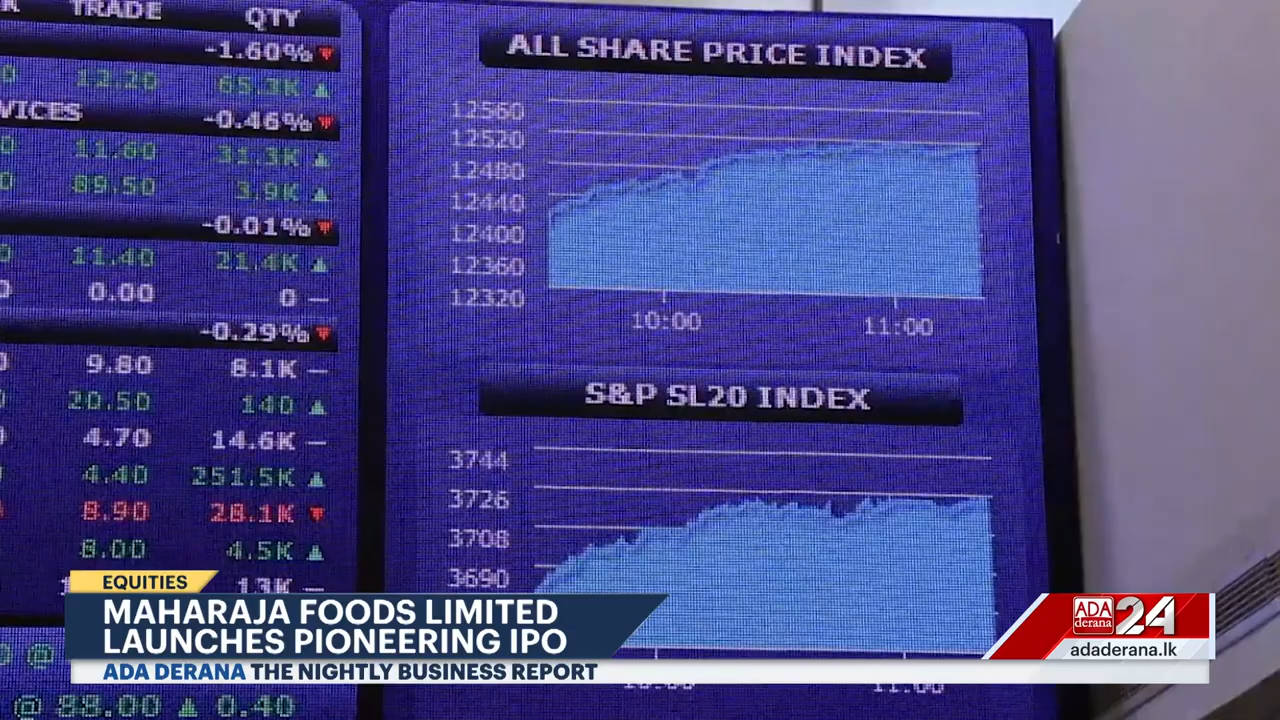 TRADE QTY
-1.60%
12.20 65.3K
VICES -0.46%
11.60 31.3K
89.50 3.9K
-0.01%
11.40 21.4K
0.00 0 —
-0.29%
9.80 8.1K —
20.50 140
4.70 14.6K —
4.40 251.5K
8.90 28.1K
8.00 4.5K
13K —
@
@ 88.00 0.40
ALL SHARE PRICE INDEX
12560
12520
12480
12440
12400
12360
12320
10:00 11:00
S&P SL20 INDEX
3744
3726
3708
3690
10:00 11:00
EQUITIES
MAHARAJA FOODS LIMITED
LAUNCHES PIONEERING IPO
ADA DERANA THE NIGHTLY BUSINESS REPORT
ADA
derana
24
adaderana.lk